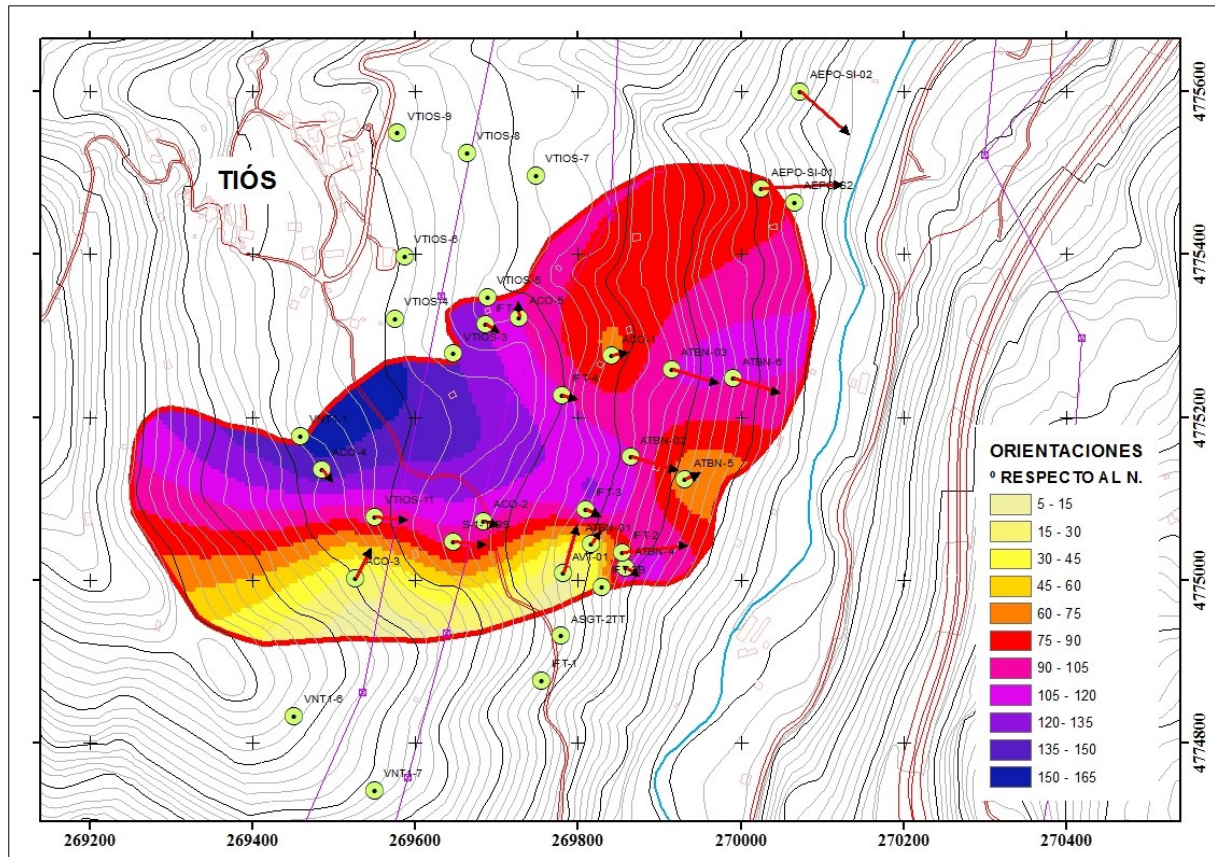 AEPO-SI-02
VTIOS-9
VTIOS-8
VTIOS-7
TIÓS
AEPO-SI-01
VTIOS-6
VTIOS-5
VTIOS-4
ACO-5
VTIOS-3
ACO-1
ATBN-03
ATBN-6
IFT-4
VNT1-1
ATBN-02
ACO-4
ATBN-5
VTIOS-11
ACO-2
IFT-3
ATBN-01
IFT-2
ACO-3
AVT-01
ATBN-4
ASGT-2TT
IFT-1
VNT1-6
VNT1-7
ORIENTACIONES
º RESPECTO AL N.
5 - 15
15 - 30
30 - 45
45 - 60
60 - 75
75 - 90
90 - 105
105 - 120
120 - 135
135 - 150
150 - 165
4775600
4775400
4775200
4775000
4774800
269200 269400 269600 269800 270000 270200 270400